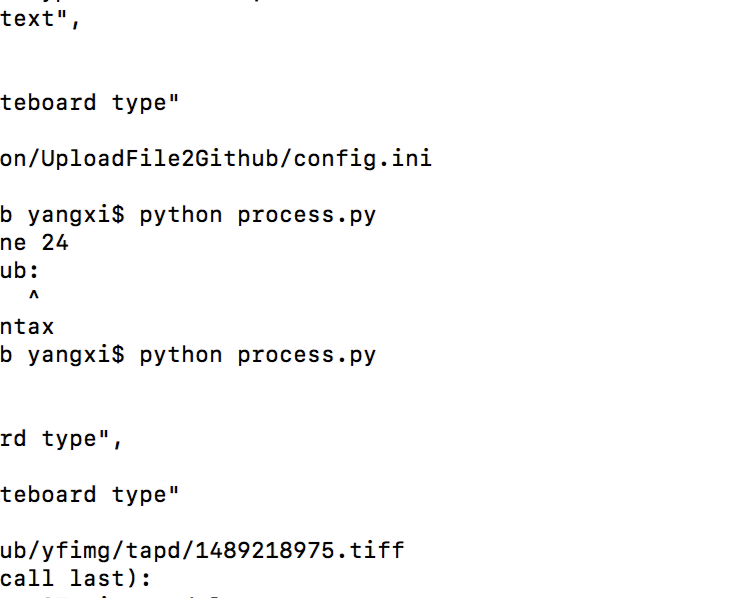 text",
teboard type"
on/UploadFile2Github/config.ini
b yangxi$ python process.py
ne 24
ub:
^
ntax
b yangxi$ python process.py
rd type",
teboard type"
ub/yfimg/tapd/1489218975.tiff
call last):